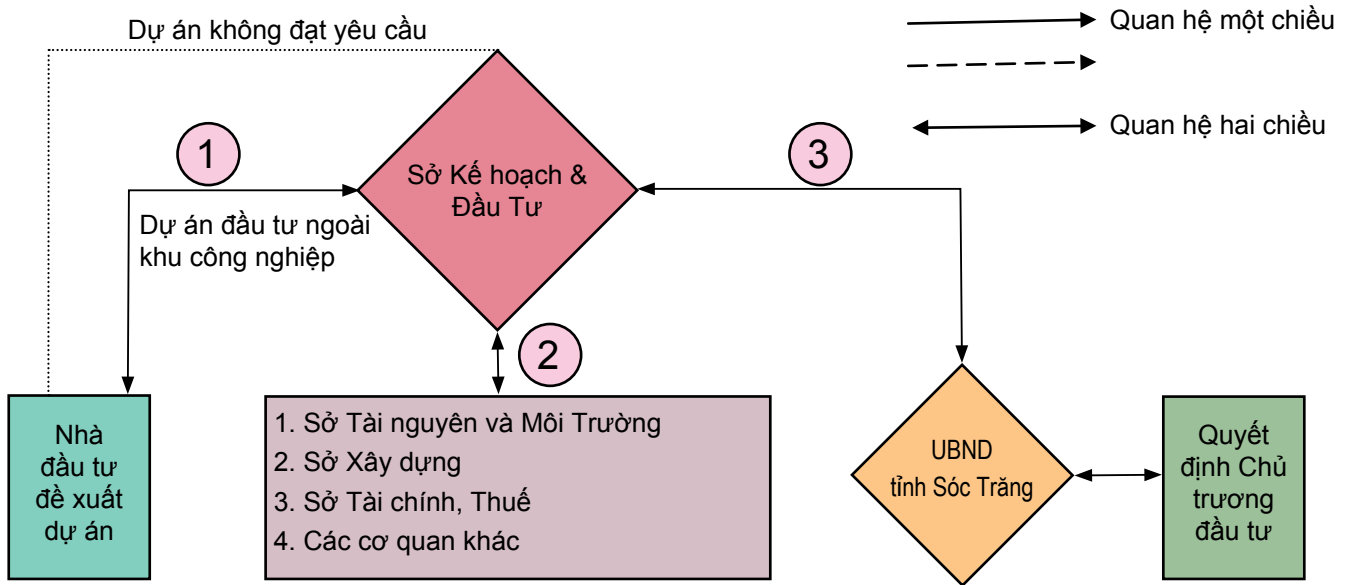 Dự án không đạt yêu cầu
Quan hệ một chiều
Quan hệ hai chiều
1
3
Sở Kế hoạch &
Đầu Tư
Dự án đầu tư ngoài
khu công nghiệp
2
Nhà
đầu tư
đề xuất
dự án
1. Sở Tài nguyên và Môi Trường
2. Sở Xây dựng
3. Sở Tài chính, Thuế
4. Các cơ quan khác
UBND
tỉnh Sóc Trăng
Quyết
định Chủ
trương
đầu tư